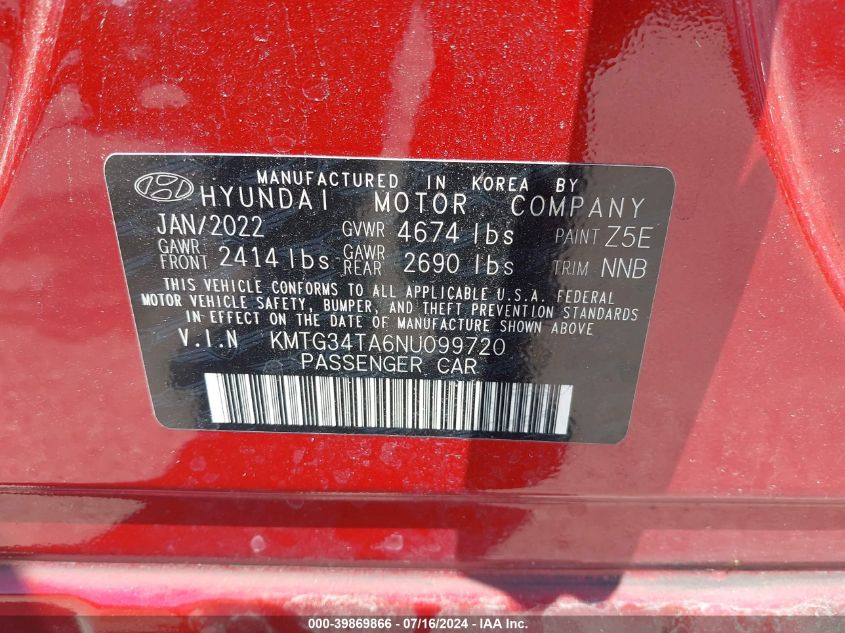 MANUFACTURED IN KOREA BY
HYUNDAI MOTOR COMPANY
JAN/2022 GVWR 4674 lbs PAINT Z5E
GAWR FRONT 2414 lbs GAWR REAR 2690 lbs TRIM NNB
THIS VEHICLE CONFORMS TO ALL APPLICABLE U.S.A. FEDERAL
MOTOR VEHICLE SAFETY, BUMPER, AND THEFT PREVENTION STANDARDS
IN EFFECT ON THE DATE OF MANUFACTURE SHOWN ABOVE
V.I.N KMTG34TA6NU099720
PASSENGER CAR
000-39869866 - 07/16/2024 - IAAI.com